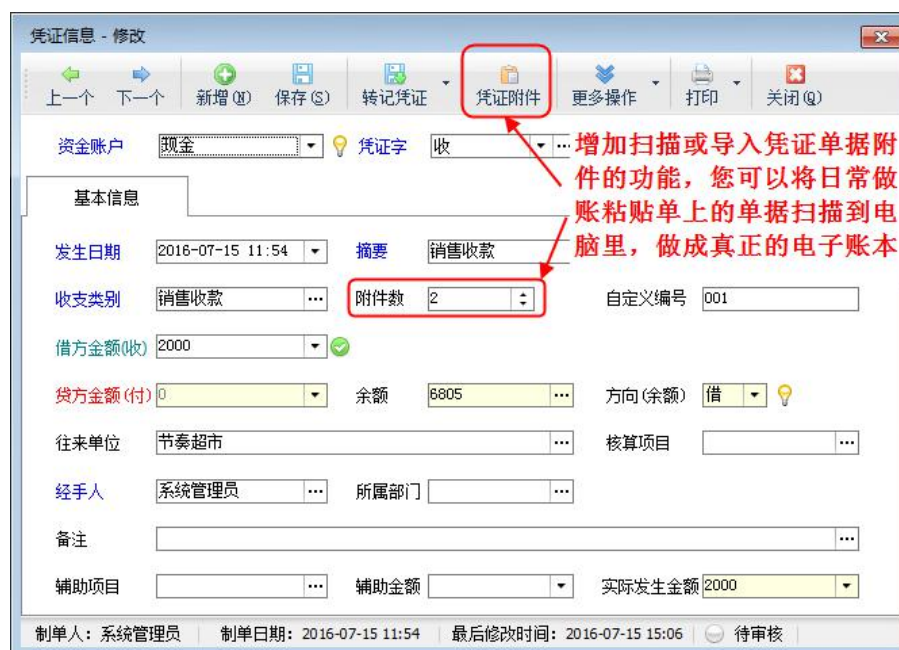 凭证信息 - 修改
上一个 下一个 新增(N) 保存(S) 转记凭证 凭证附件 更多操作 打印 关闭(Q)
资金账户 现金 凭证字 收
增加扫描或导入凭证单据附
件的功能，您可以将日常做
账粘贴单上的单据扫描到电
脑里，做成真正的电子账本
基本信息
发生日期 2016-07-15 11:54 摘要 销售收款
收支类别 销售收款 附件数 2 自定义编号 001
借方金额(收) 2000
贷方金额(付) 0 余额 6805 方向(余额) 借
往来单位 节奏超市 核算项目
经手人 系统管理员 所属部门
备注
辅助项目 辅助金额 实际发生金额 2000
制单人：系统管理员 制单日期：2016-07-15 11:54 最后修改时间：2016-07-15 15:06 待审核